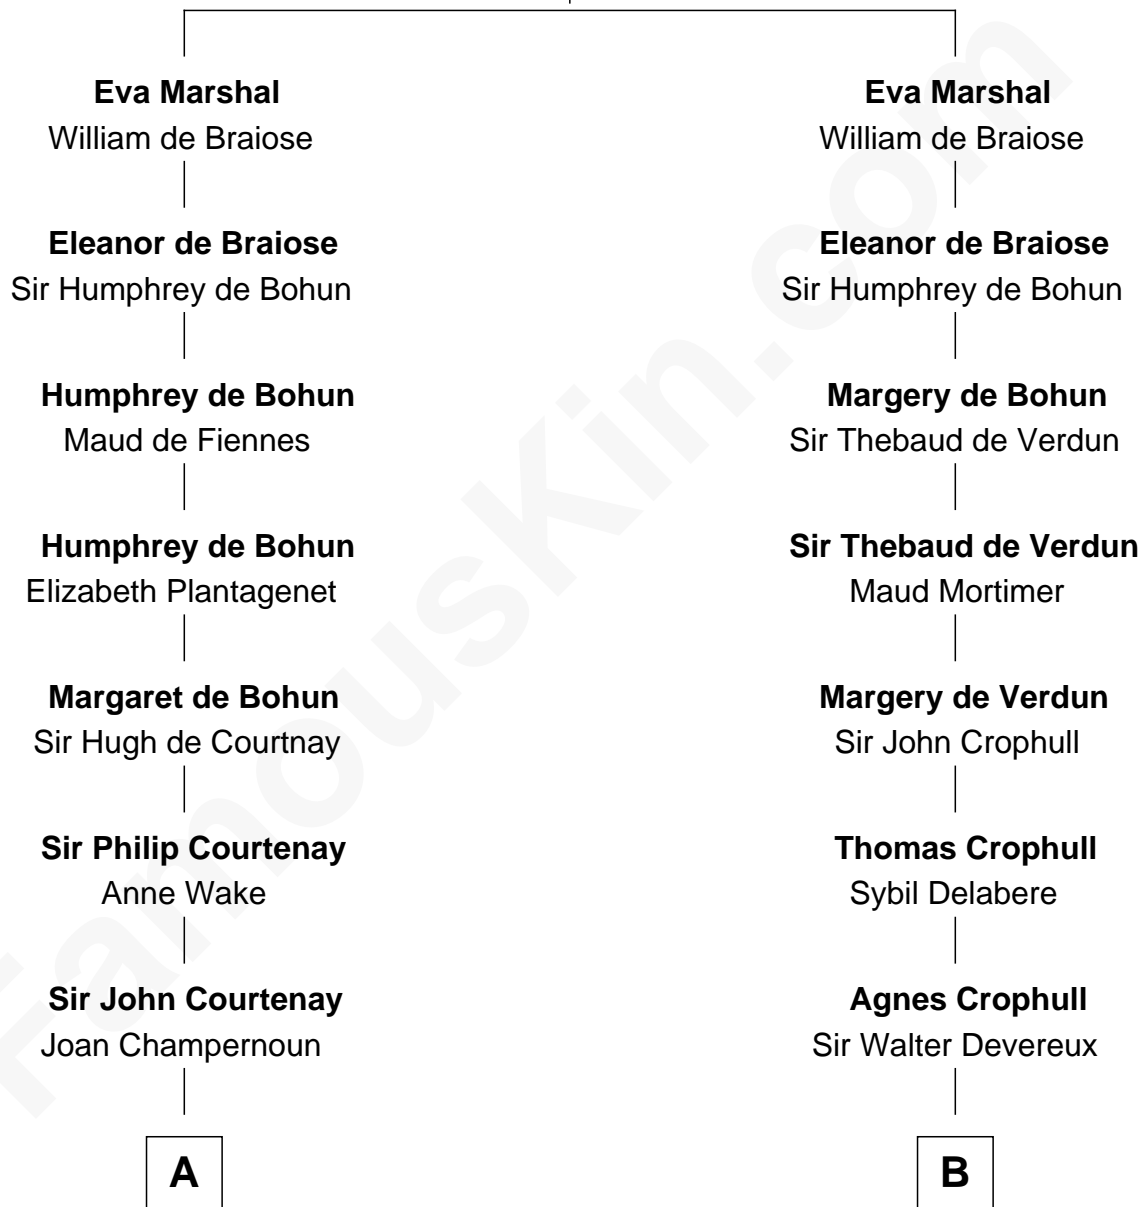 Eva Marshal
William de Braiose
Eleanor de Braiose
Sir Humphrey de Bohun
Humphrey de Bohun
Maud de Fiennes
Humphrey de Bohun
Elizabeth Plantagenet
Margaret de Bohun
Sir Hugh de Courtnay
Sir Philip Courtenay
Anne Wake
Sir John Courtenay
Joan Champernoun
A
Eva Marshal
William de Braiose
Eleanor de Braiose
Sir Humphrey de Bohun
Margery de Bohun
Sir Thebaud de Verdun
Sir Thebaud de Verdun
Maud Mortimer
Margery de Verdun
Sir John Crophull
Thomas Crophull
Sybil Delabere
Agnes Crophull
Sir Walter Devereux
B
FamousKin.com